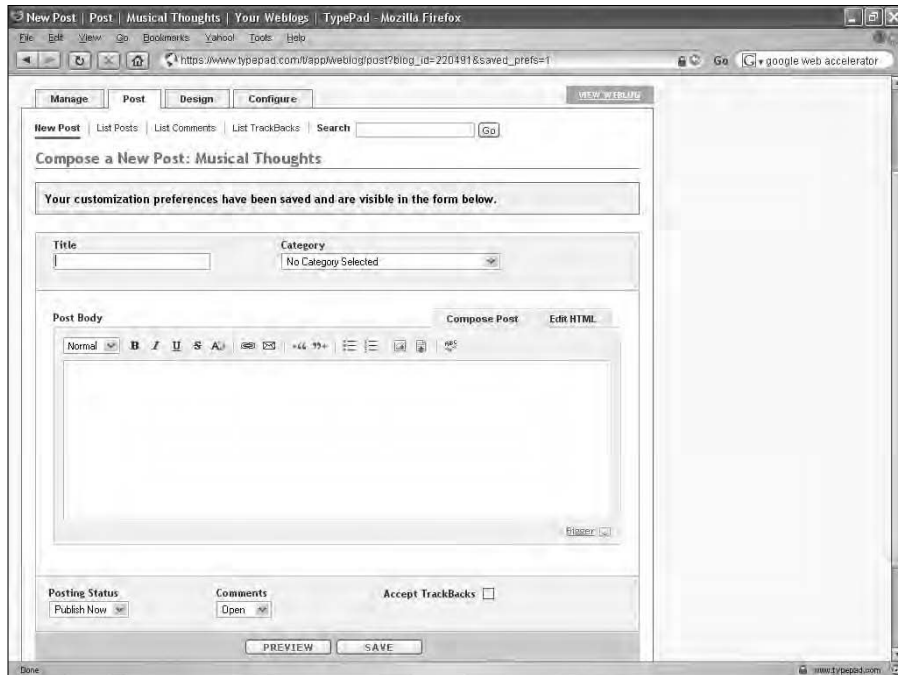 New Post | Post | Musical Thoughts | Your Weblogs | TypePad - Mozilla Firefox
File Edit View Go Bookmarks Yahoo! Tools Help
https://www.typepad.com/t/app/weblog/post?blog_id=220491&saved_prefs=1 Go G google web accelerator
Manage Post Design Configure VIEW WEBLOG
New Post | List Posts | List Comments | List TrackBacks | Search Go
Compose a New Post: Musical Thoughts
Your customization preferences have been saved and are visible in the form below.
Title Category
No Category Selected
Post Body Compose Post Edit HTML
Normal B I U S A ABC
Bigger
Posting Status Comments Accept TrackBacks
Publish Now Open
PREVIEW SAVE
Done www.typepad.com